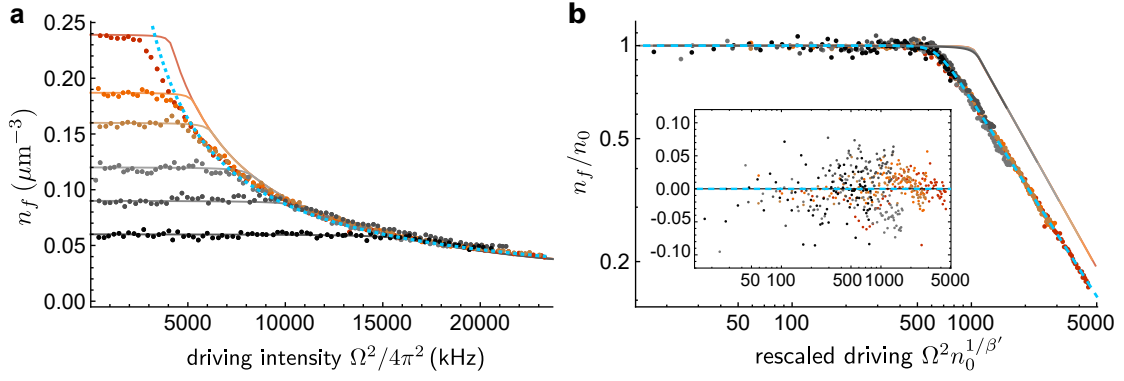 a
n_f (μm⁻³)
0.25
0.20
0.15
0.10
0.05
0.00
5000 10000 15000 20000
driving intensity Ω²/4π² (kHz)
b
n_f/n_0
1
0.5
0.2
50 100 500 1000 5000
rescaled driving Ω²n_0^{1/β′}
0.10
0.05
0.00
-0.05
-0.10
50 100 500 1000 5000